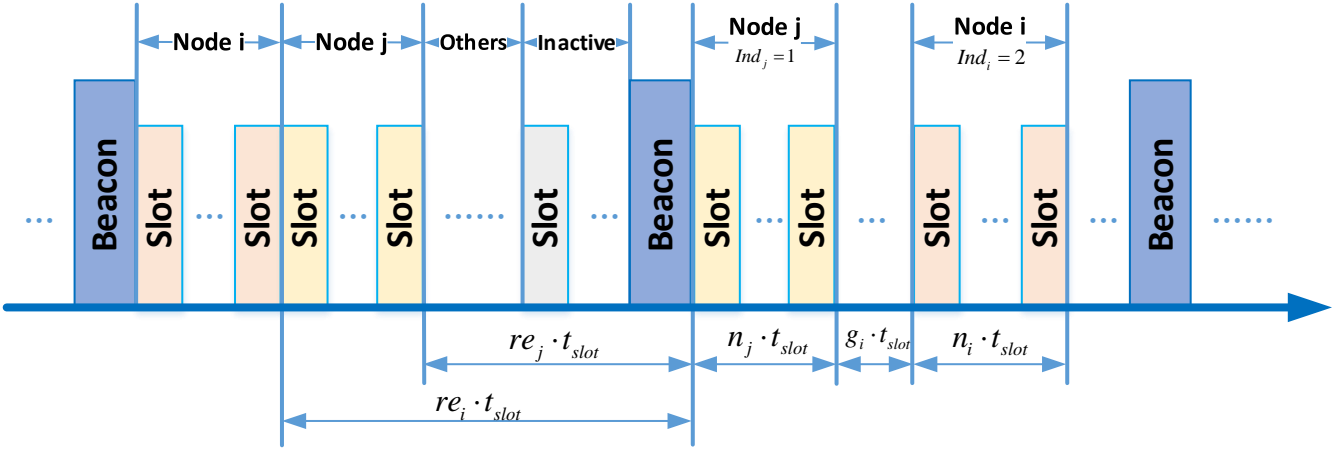 Node i
Node j
Others
Inactive
Node j
Ind_j = 1
Node i
Ind_i = 2
... Beacon Slot ... Slot Slot ... Slot ...... Slot ... Beacon Slot ... Slot ... Slot ... Slot ... Beacon ......
re_j · t_slot
n_j · t_slot
g_i · t_slot
n_i · t_slot
re_i · t_slot